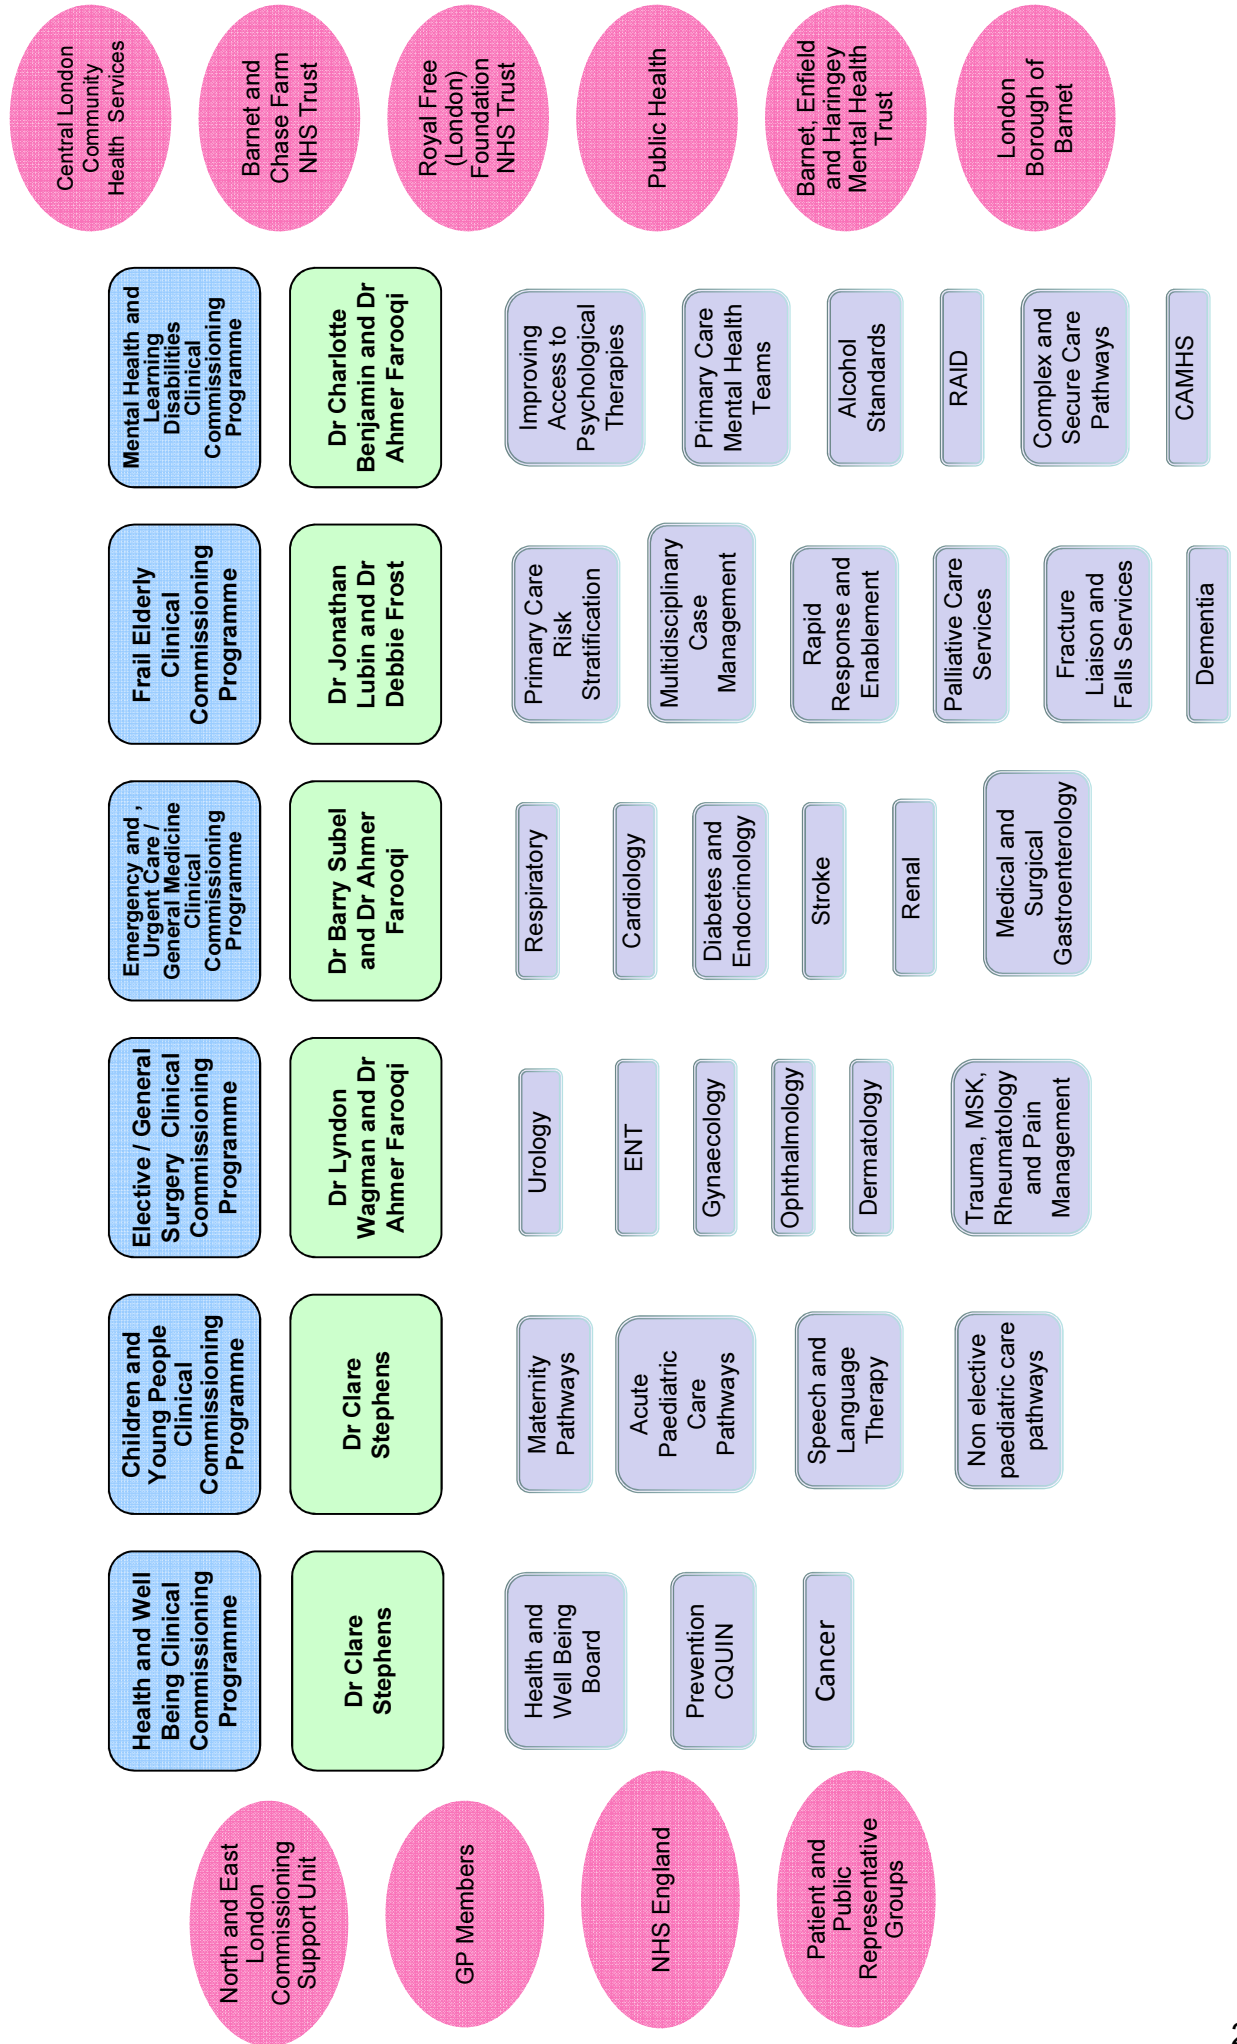 North and East
London
Commissioning
Support Unit
GP Members
NHS England
Patient and
Public
Representative
Groups
Health and Well
Being Clinical
Commissioning
Programme
Dr Clare
Stephens
Health and
Well Being
Board
Prevention
CQUIN
Cancer
Children and
Young People
Clinical
Commissioning
Programme
Dr Clare
Stephens
Maternity
Pathways
Acute
Paediatric
Care
Pathways
Speech and
Language
Therapy
Non elective
paediatric care
pathways
Elective / General
Surgery Clinical
Commissioning
Programme
Dr Lyndon
Wagman and Dr
Ahmer Farooqi
Urology
ENT
Gynaecology
Ophthalmology
Dermatology
Trauma, MSK,
Rheumatology
and Pain
Management
Emergency and ,
Urgent Care /
General Medicine
Clinical
Commissioning
Programme
Dr Barry Subel
and Dr Ahmer
Farooqi
Respiratory
Cardiology
Diabetes and
Endocrinology
Stroke
Renal
Medical and
Surgical
Gastroenterology
Frail Elderly
Clinical
Commissioning
Programme
Dr Jonathan
Lubin and Dr
Debbie Frost
Primary Care
Risk
Stratification
Multidisciplinary
Case
Management
Rapid
Response and
Enablement
Palliative Care
Services
Fracture
Liaison and
Falls Services
Dementia
Mental Health and
Learning
Disabilities
Clinical
Commissioning
Programme
Dr Charlotte
Benjamin and Dr
Ahmer Farooqi
Improving
Access to
Psychological
Therapies
Primary Care
Mental Health
Teams
Alcohol
Standards
RAID
Complex and
Secure Care
Pathways
CAMHS
Central London
Community
Health Services
Barnet and
Chase Farm
NHS Trust
Royal Free
(London)
Foundation
NHS Trust
Public Health
Barnet, Enfield
and Haringey
Mental Health
Trust
London
Borough of
Barnet